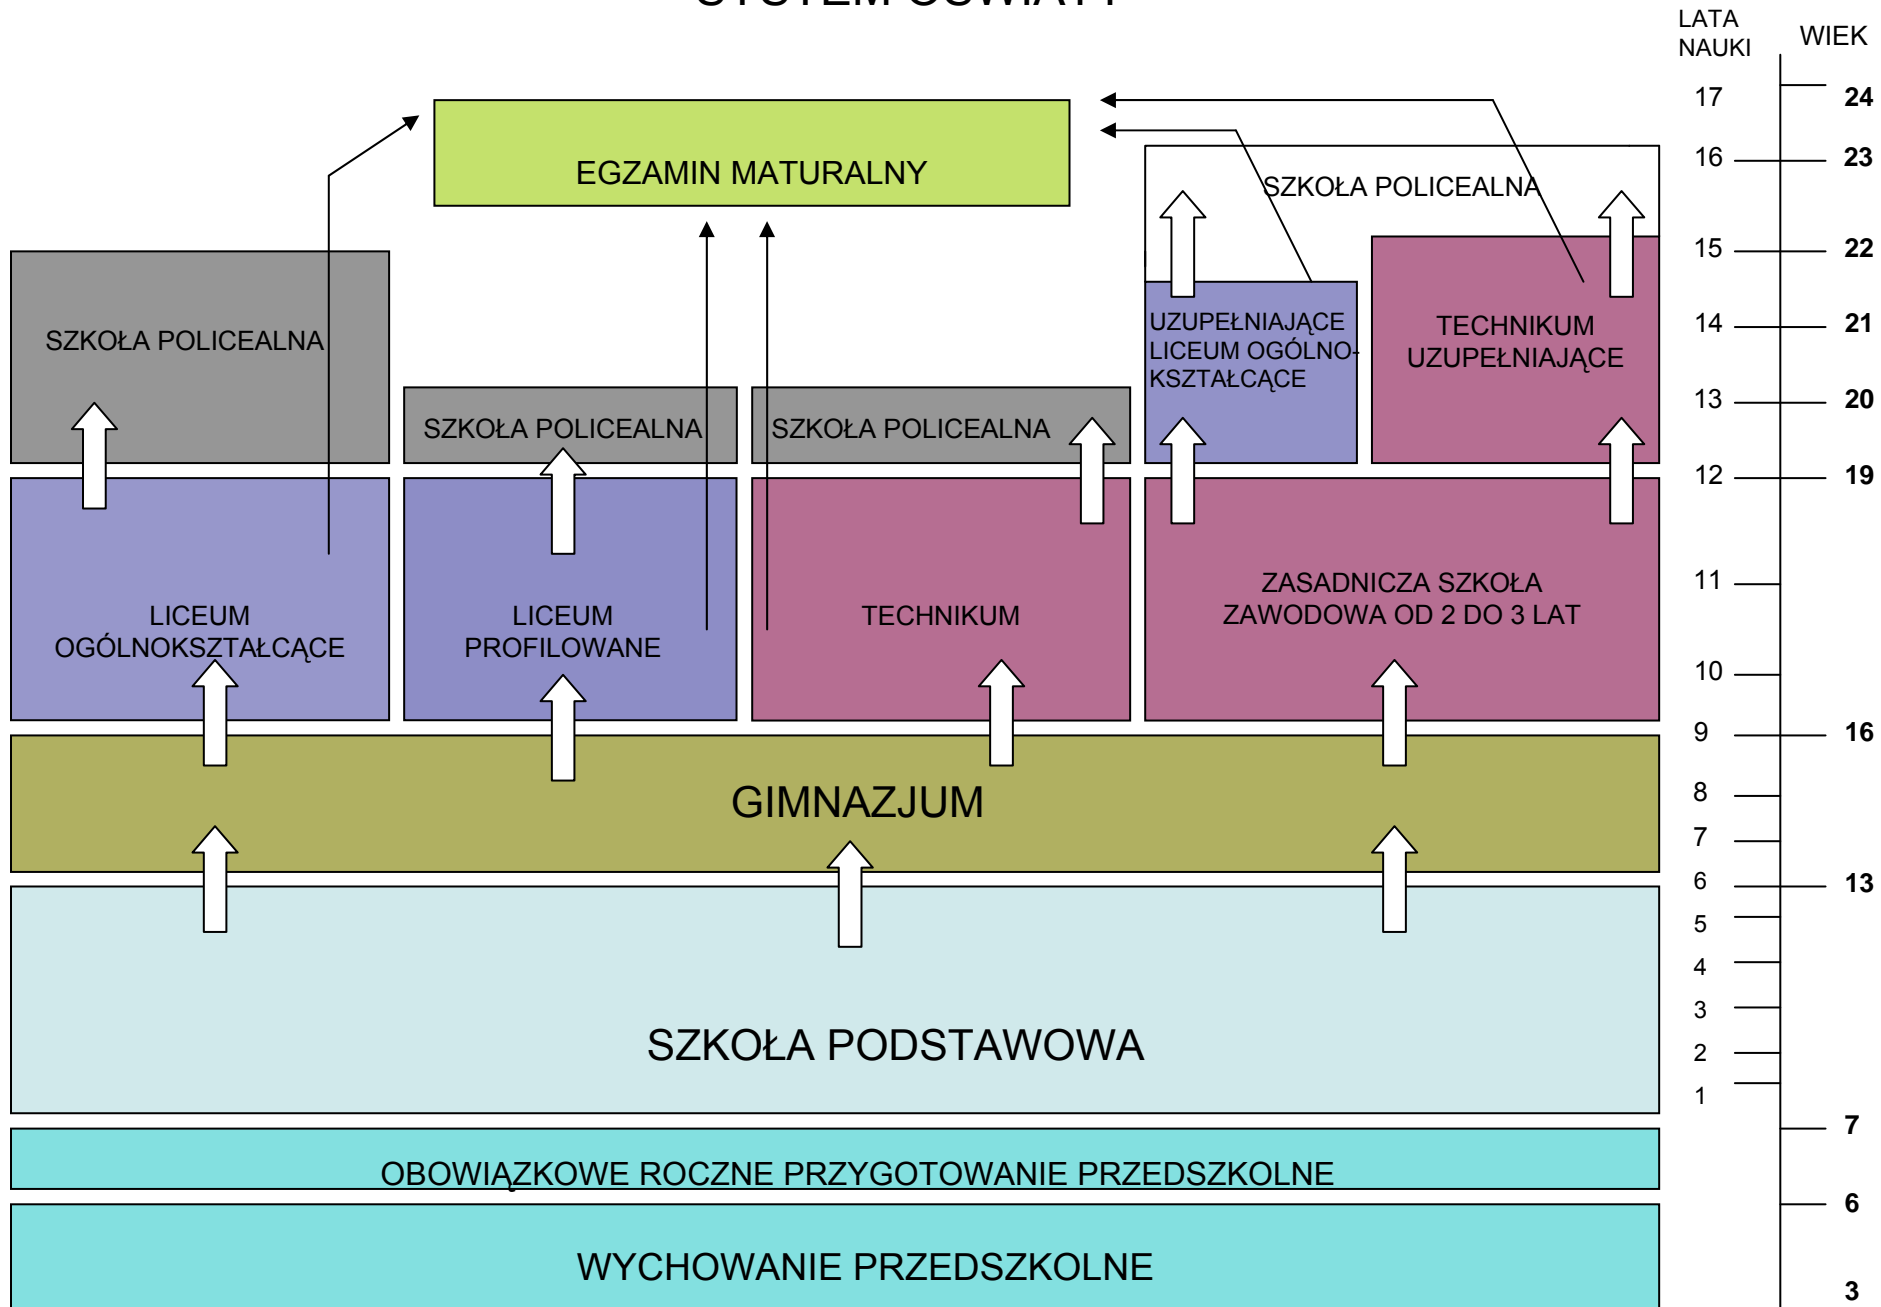 SYSTEM OŚWIATY
LATA
NAUKI
WIEK
17
24
EGZAMIN MATURALNY
16
23
SZKOŁA POLICEALNA
15
22
SZKOŁA POLICEALNA
UZUPEŁNIAJĄCE
LICEUM OGÓLNO-
KSZTAŁCĄCE
TECHNIKUM
UZUPEŁNIAJĄCE
14
21
SZKOŁA POLICEALNA
SZKOŁA POLICEALNA
13
20
12
19
LICEUM
OGÓLNOKSZTAŁCĄCE
LICEUM
PROFILOWANE
TECHNIKUM
ZASADNICZA SZKOŁA
ZAWODOWA OD 2 DO 3 LAT
11
10
9
16
GIMNAZJUM
8
7
6
13
5
4
3
SZKOŁA PODSTAWOWA
2
1
7
OBOWIĄZKOWE ROCZNE PRZYGOTOWANIE PRZEDSZKOLNE
6
WYCHOWANIE PRZEDSZKOLNE
3